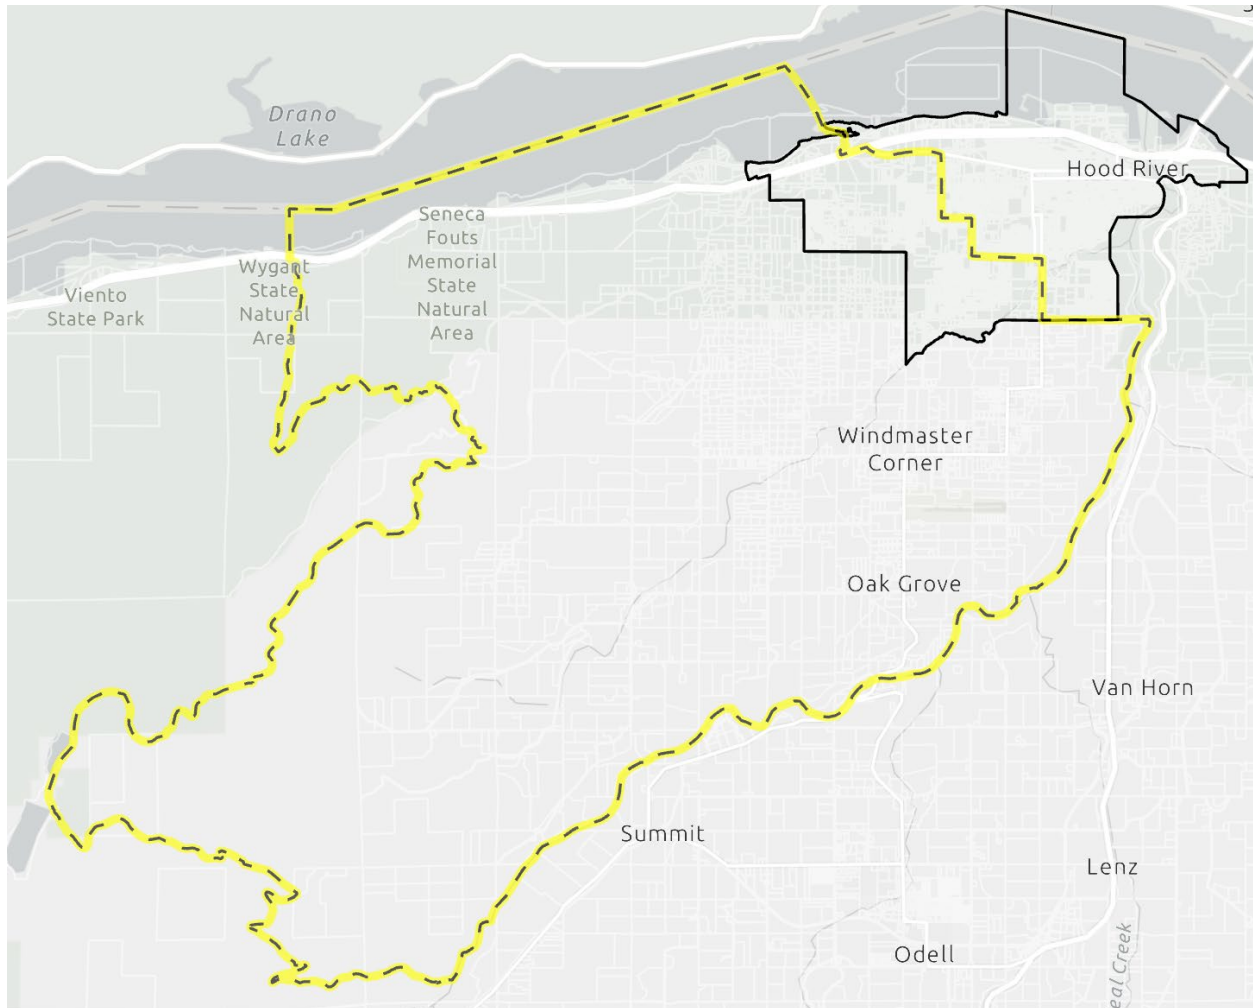 Drano
Lake
Hood River
Seneca
Fouts
Memorial
State
Natural
Area
Wygant
State
Natural
Area
Viento
State Park
Windmaster
Corner
Oak Grove
Van Horn
Summit
Lenz
Odell
eal Creek